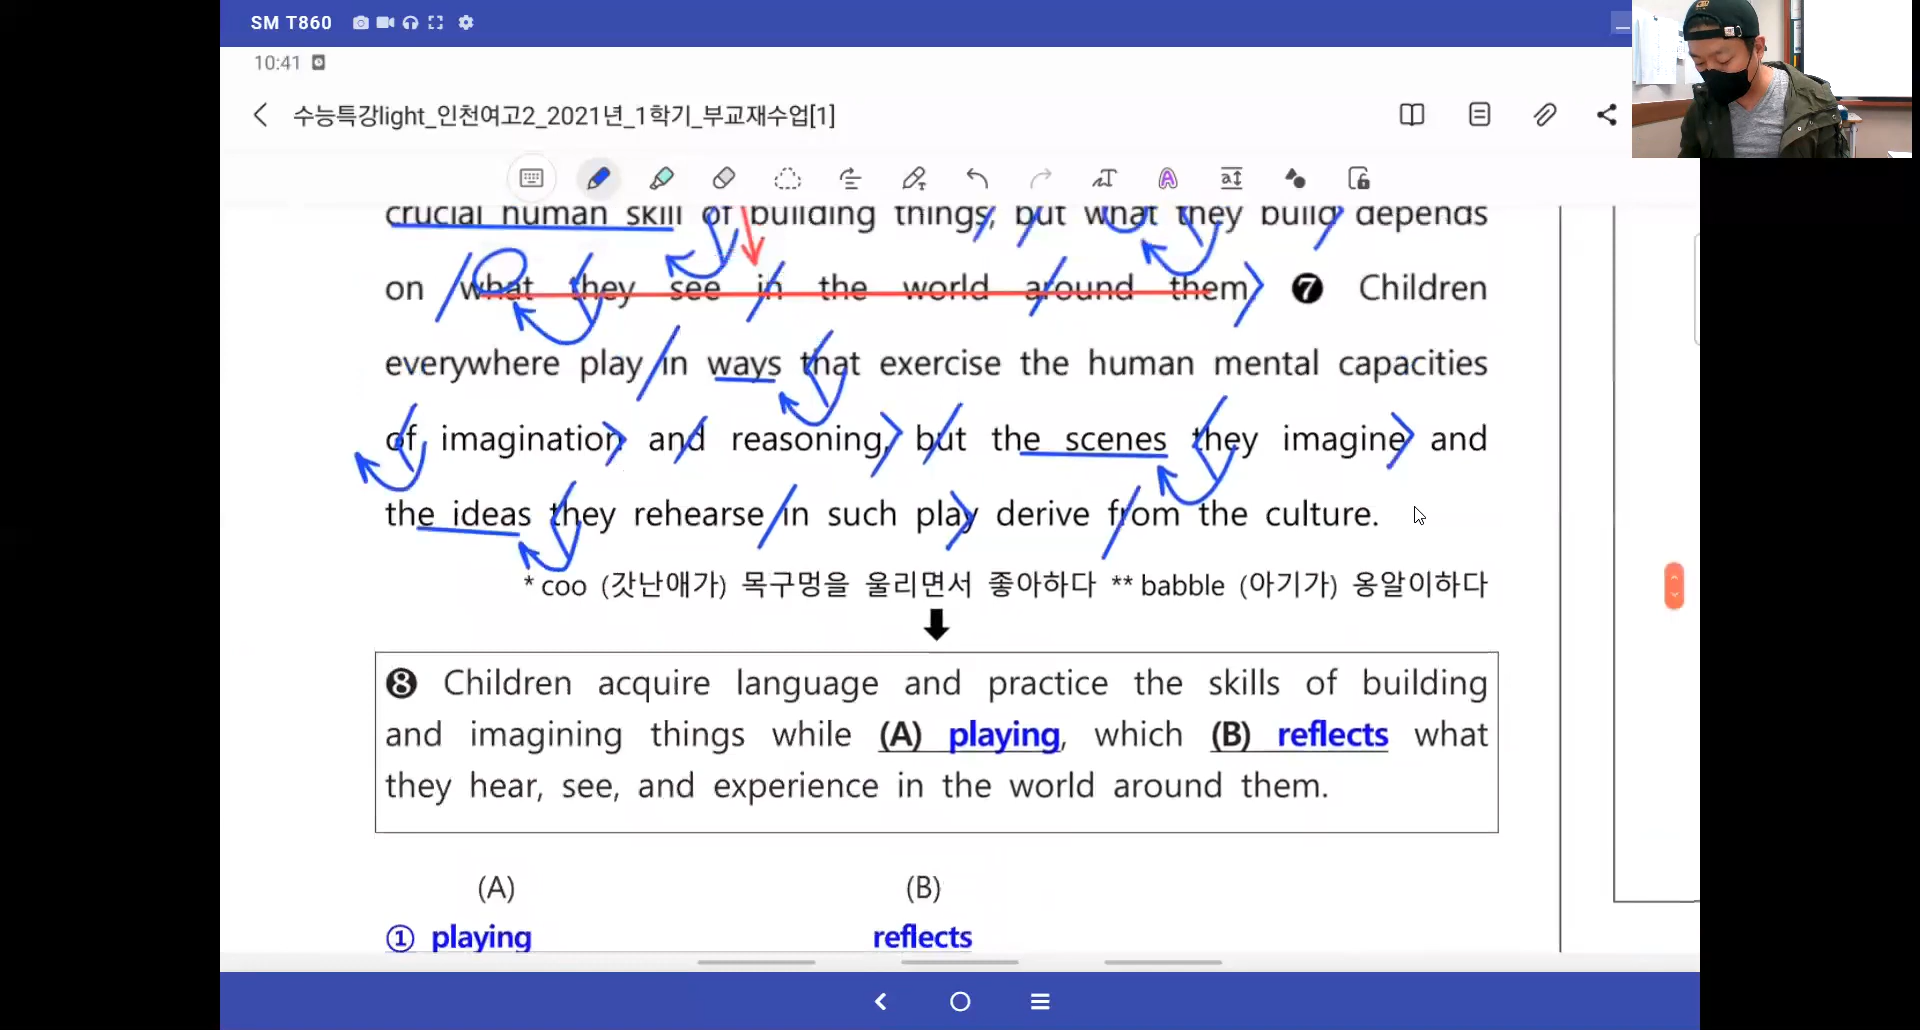 SM T860
10:41
수능특강light_인천여고2_2021년_1학기_부교재수업[1]
crucial human skill of building things, but what they build depends
on what they see in the world around them. ❼ Children
everywhere play in ways that exercise the human mental capacities
of imagination and reasoning, but the scenes they imagine and
the ideas they rehearse in such play derive from the culture.
* coo (갓난애가) 목구멍을 울리면서 좋아하다 ** babble (아기가) 옹알이하다
❽ Children acquire language and practice the skills of building
and imagining things while (A) playing, which (B) reflects what
they hear, see, and experience in the world around them.
(A) (B)
① playing reflects